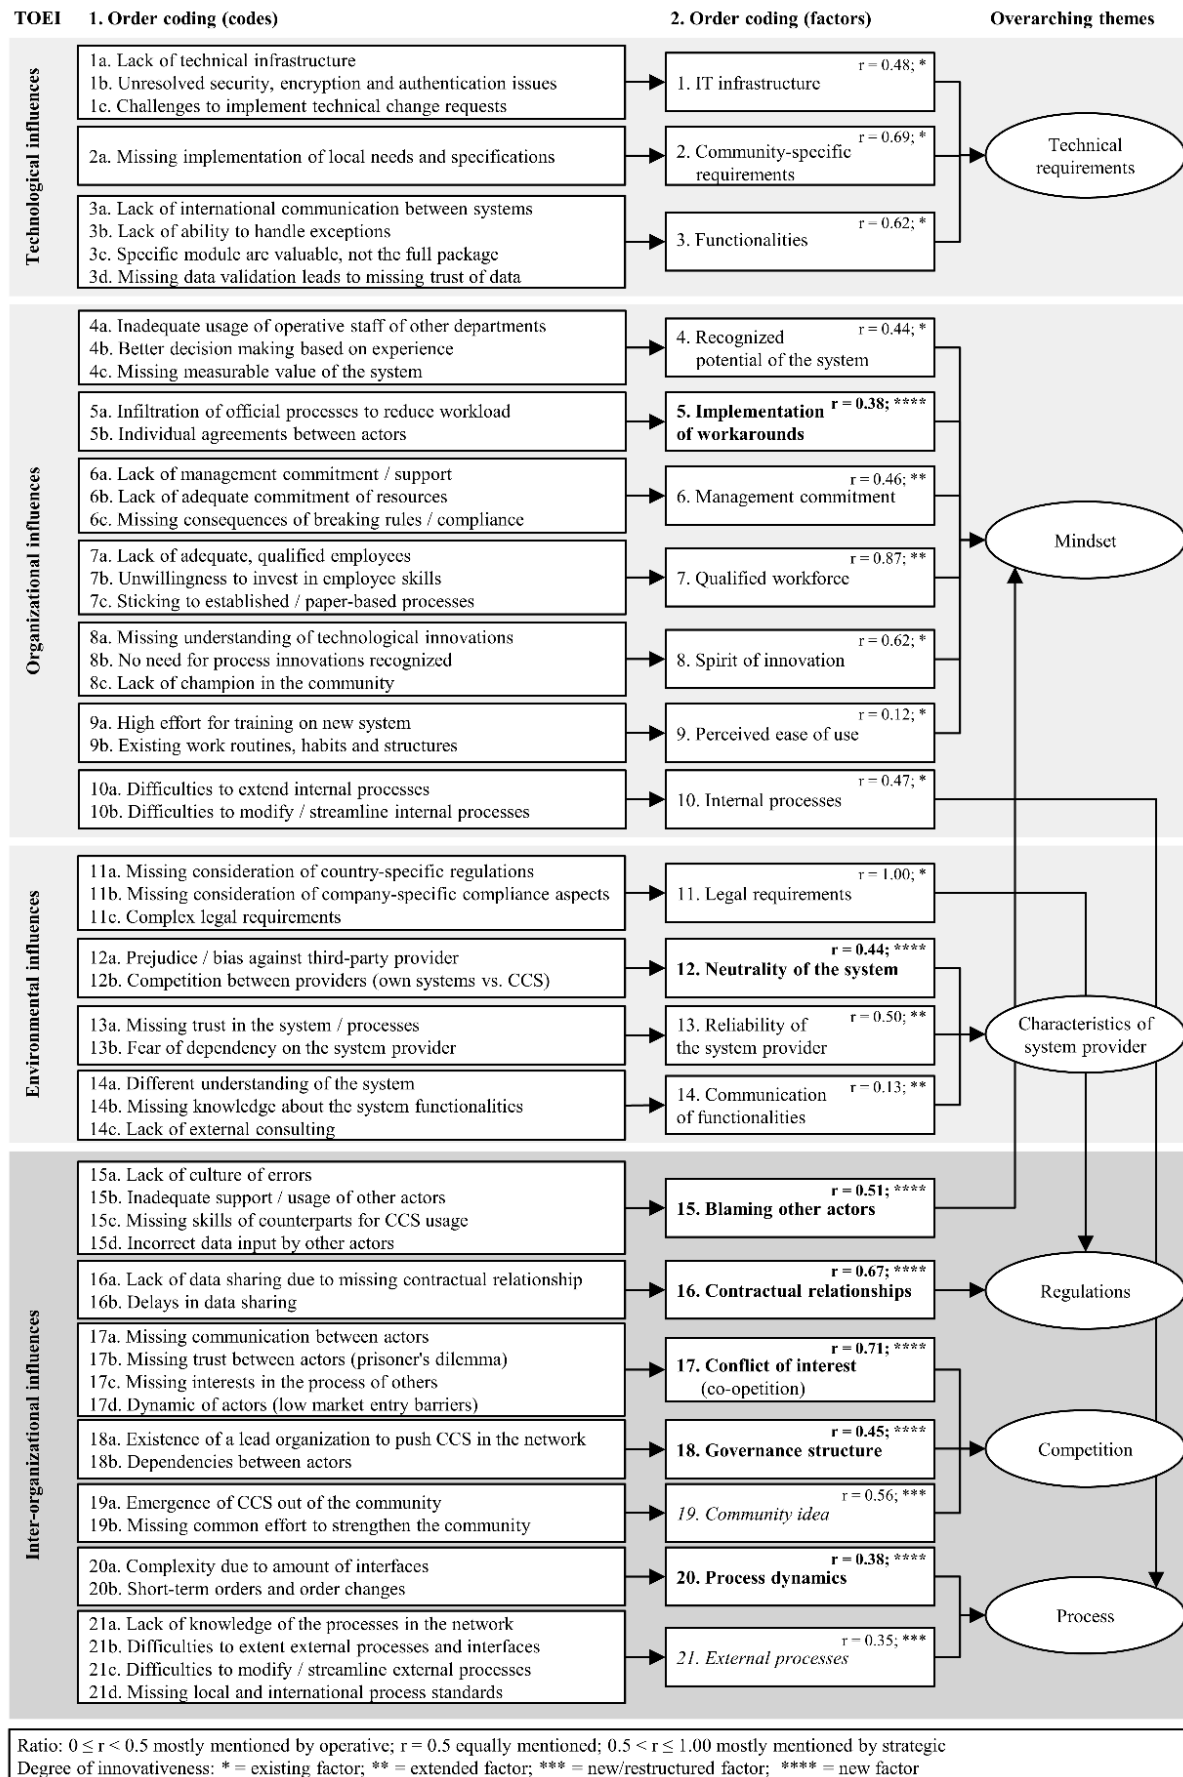 TOEI 1. Order coding (codes) 2. Order coding (factors) Overarching themes
Technological influences
1a. Lack of technical infrastructure
1b. Unresolved security, encryption and authentication issues
1c. Challenges to implement technical change requests
r = 0.48; *
1. IT infrastructure
2a. Missing implementation of local needs and specifications
r = 0.69; *
2. Community-specific
requirements
Technical
requirements
3a. Lack of international communication between systems
3b. Lack of ability to handle exceptions
3c. Specific module are valuable, not the full package
3d. Missing data validation leads to missing trust of data
r = 0.62; *
3. Functionalities
Organizational influences
4a. Inadequate usage of operative staff of other departments
4b. Better decision making based on experience
4c. Missing measurable value of the system
r = 0.44; *
4. Recognized
potential of the system
5a. Infiltration of official processes to reduce workload
5b. Individual agreements between actors
r = 0.38; ****
5. Implementation
of workarounds
6a. Lack of management commitment / support
6b. Lack of adequate commitment of resources
6c. Missing consequences of breaking rules / compliance
r = 0.46; **
6. Management commitment
Mindset
7a. Lack of adequate, qualified employees
7b. Unwillingness to invest in employee skills
7c. Sticking to established / paper-based processes
r = 0.87; **
7. Qualified workforce
8a. Missing understanding of technological innovations
8b. No need for process innovations recognized
8c. Lack of champion in the community
r = 0.62; *
8. Spirit of innovation
9a. High effort for training on new system
9b. Existing work routines, habits and structures
r = 0.12; *
9. Perceived ease of use
10a. Difficulties to extend internal processes
10b. Difficulties to modify / streamline internal processes
r = 0.47; *
10. Internal processes
Environmental influences
11a. Missing consideration of country-specific regulations
11b. Missing consideration of company-specific compliance aspects
11c. Complex legal requirements
r = 1.00; *
11. Legal requirements
12a. Prejudice / bias against third-party provider
12b. Competition between providers (own systems vs. CCS)
r = 0.44; ****
12. Neutrality of the system
13a. Missing trust in the system / processes
13b. Fear of dependency on the system provider
r = 0.50; **
13. Reliability of
the system provider
Characteristics of
system provider
14a. Different understanding of the system
14b. Missing knowledge about the system functionalities
14c. Lack of external consulting
r = 0.13; **
14. Communication
of functionalities
Inter-organizational influences
15a. Lack of culture of errors
15b. Inadequate support / usage of other actors
15c. Missing skills of counterparts for CCS usage
15d. Incorrect data input by other actors
r = 0.51; ****
15. Blaming other actors
16a. Lack of data sharing due to missing contractual relationship
16b. Delays in data sharing
r = 0.67; ****
16. Contractual relationships
Regulations
17a. Missing communication between actors
17b. Missing trust between actors (prisoner's dilemma)
17c. Missing interests in the process of others
17d. Dynamic of actors (low market entry barriers)
r = 0.71; ****
17. Conflict of interest
(co-opetition)
18a. Existence of a lead organization to push CCS in the network
18b. Dependencies between actors
r = 0.45; ****
18. Governance structure
Competition
19a. Emergence of CCS out of the community
19b. Missing common effort to strengthen the community
r = 0.56; ***
19. Community idea
20a. Complexity due to amount of interfaces
20b. Short-term orders and order changes
r = 0.38; ****
20. Process dynamics
Process
21a. Lack of knowledge of the processes in the network
21b. Difficulties to extent external processes and interfaces
21c. Difficulties to modify / streamline external processes
21d. Missing local and international process standards
r = 0.35; ***
21. External processes
Ratio: 0 ≤ r < 0.5 mostly mentioned by operative; r = 0.5 equally mentioned; 0.5 < r ≤ 1.00 mostly mentioned by strategic
Degree of innovativeness: * = existing factor; ** = extended factor; *** = new/restructured factor; **** = new factor